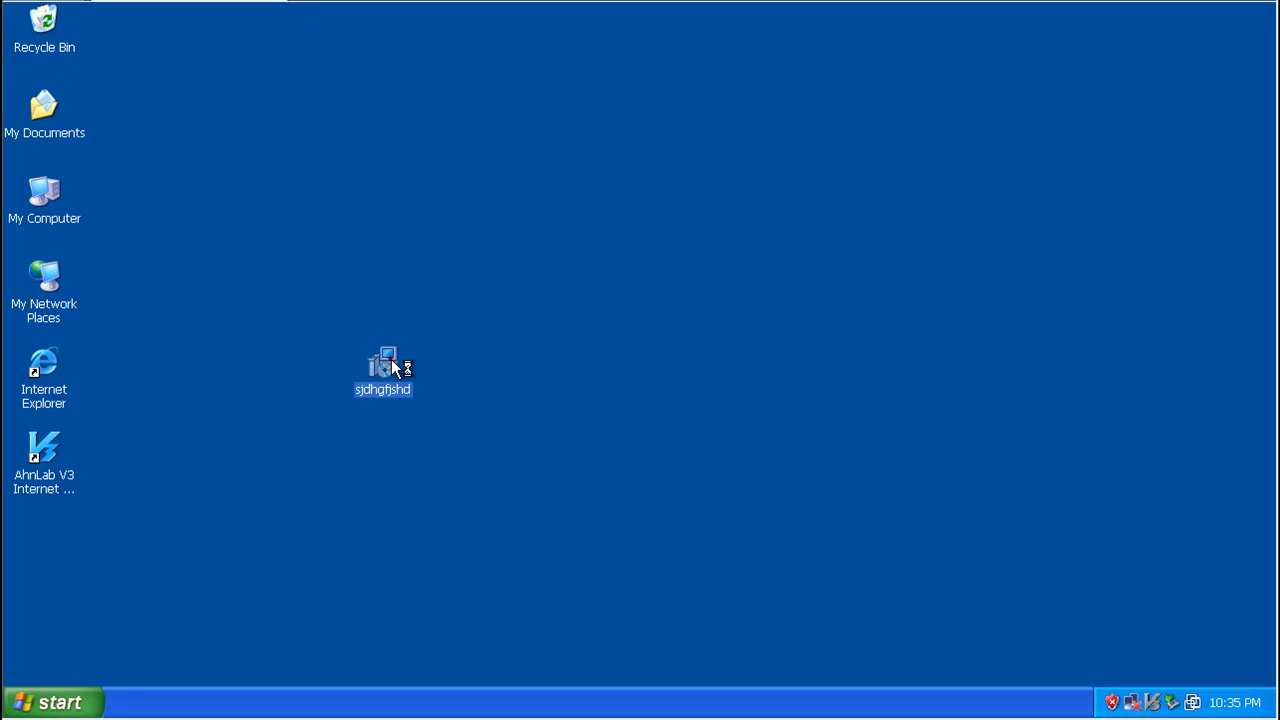 Recycle Bin
My Documents
My Computer
My Network
Places
Internet
Explorer
AhnLab V3
Internet ...
sjdhgfjshd
start
10:35 PM